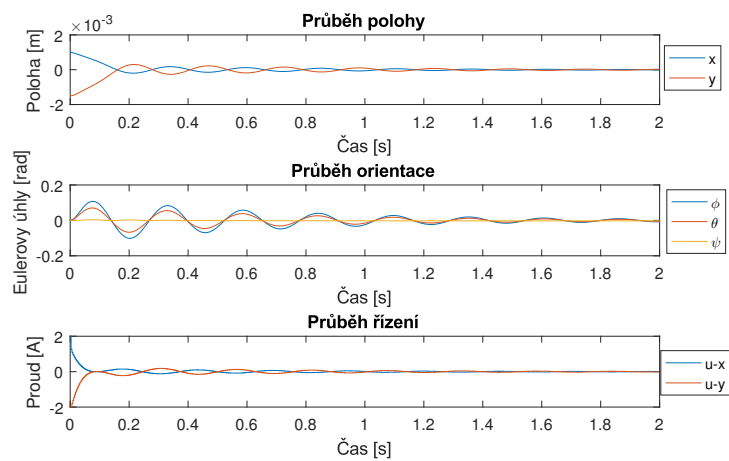 Průběh polohy
×10⁻³
2
0
-2
Poloha [m]
0 0.2 0.4 0.6 0.8 1 1.2 1.4 1.6 1.8 2
Čas [s]
x
y
Průběh orientace
0.2
0
-0.2
Eulerovy úhly [rad]
0 0.2 0.4 0.6 0.8 1 1.2 1.4 1.6 1.8 2
Čas [s]
ϕ
θ
ψ
Průběh řízení
2
0
-2
Proud [A]
0 0.2 0.4 0.6 0.8 1 1.2 1.4 1.6 1.8 2
Čas [s]
u-x
u-y